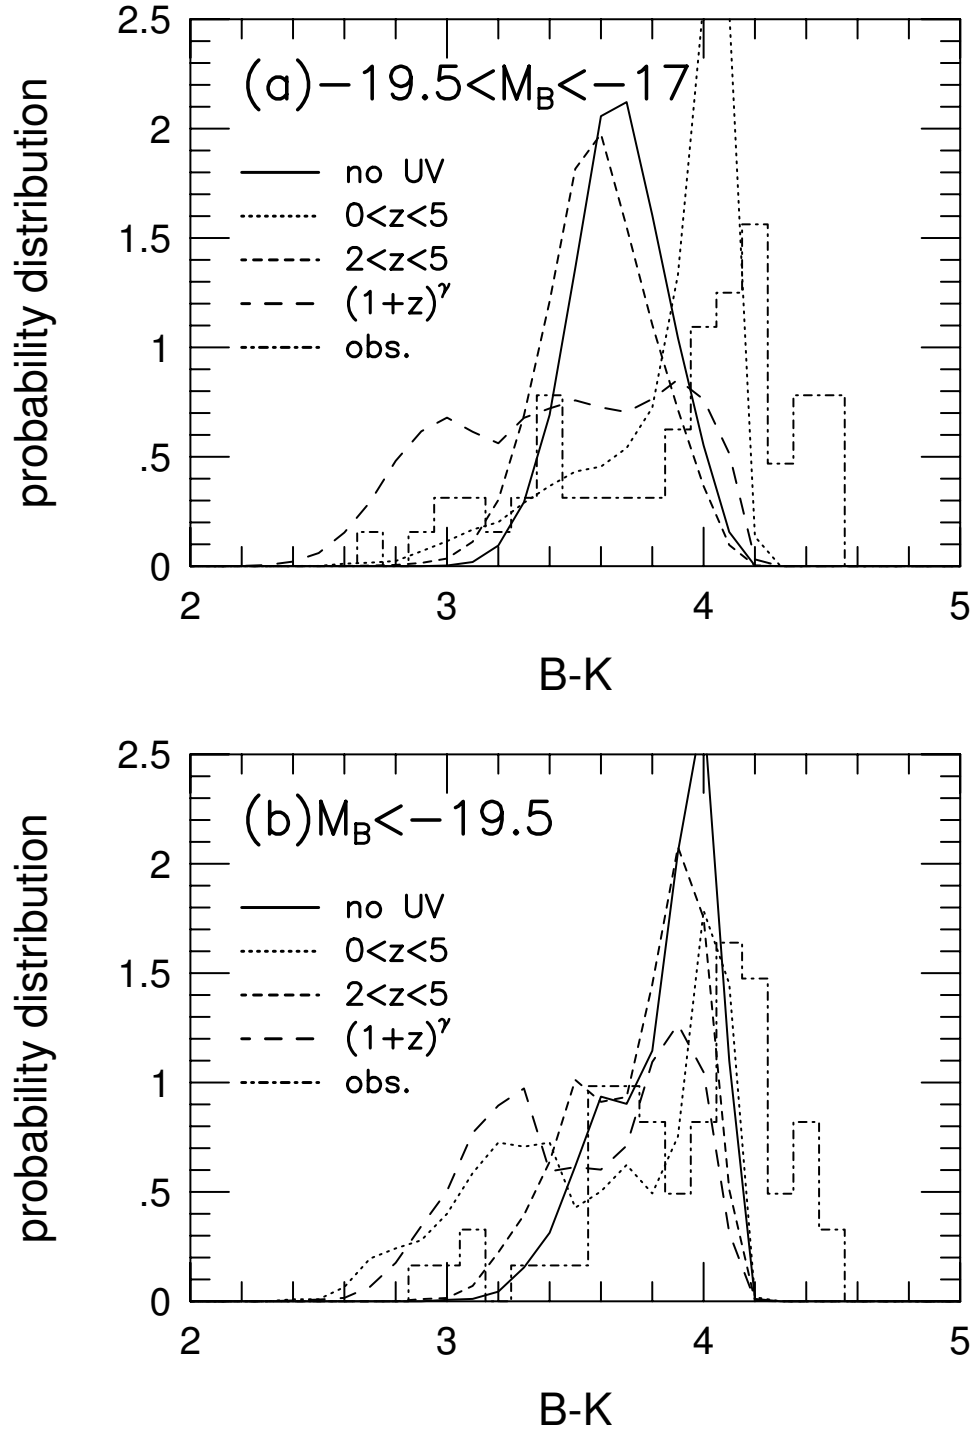 2.5
(a)−19.5<M_B<−17
2
no UV
0<z<5
1.5
2<z<5
(1+z)^γ
1
obs.
.5
0
probability distribution
2 3 4 5
B-K
2.5
(b)M_B<−19.5
2
no UV
0<z<5
1.5
2<z<5
(1+z)^γ
1
obs.
.5
0
probability distribution
2 3 4 5
B-K